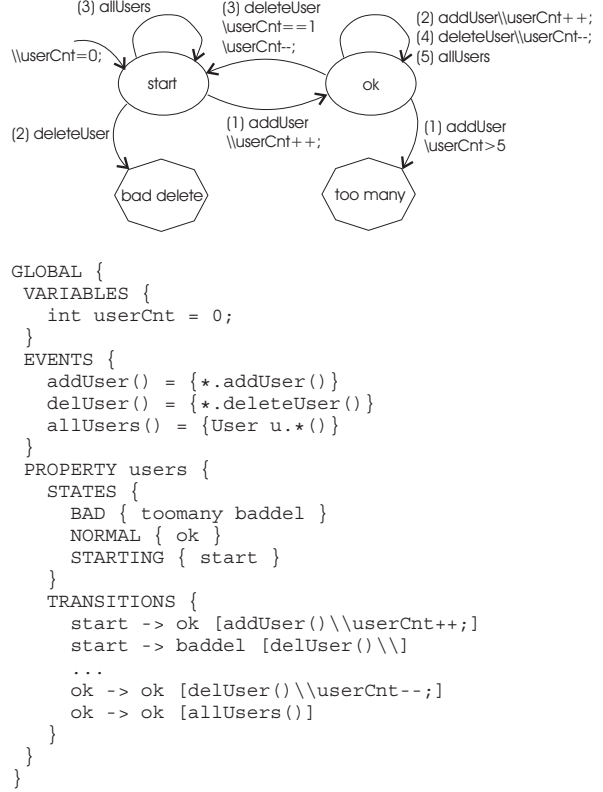 (3) allUsers
(3) deleteUser
\userCnt==1
\userCnt--;
(2) addUser\\userCnt++;
(4) deleteUser\\userCnt--;
(5) allUsers
\\userCnt=0;
start
ok
(2) deleteUser
(1) addUser
\\userCnt++;
(1) addUser
\userCnt>5
bad delete
too many
GLOBAL {
VARIABLES {
int userCnt = 0;
}
EVENTS {
addUser() = {*.addUser()}
delUser() = {*.deleteUser()}
allUsers() = {User u.*()}
}
PROPERTY users {
STATES {
BAD { toomany baddel }
NORMAL { ok }
STARTING { start }
}
TRANSITIONS {
start -> ok [addUser()\\userCnt++;]
start -> baddel [delUser()\\]
...
ok -> ok [delUser()\\userCnt--;]
ok -> ok [allUsers()]
}
}
}